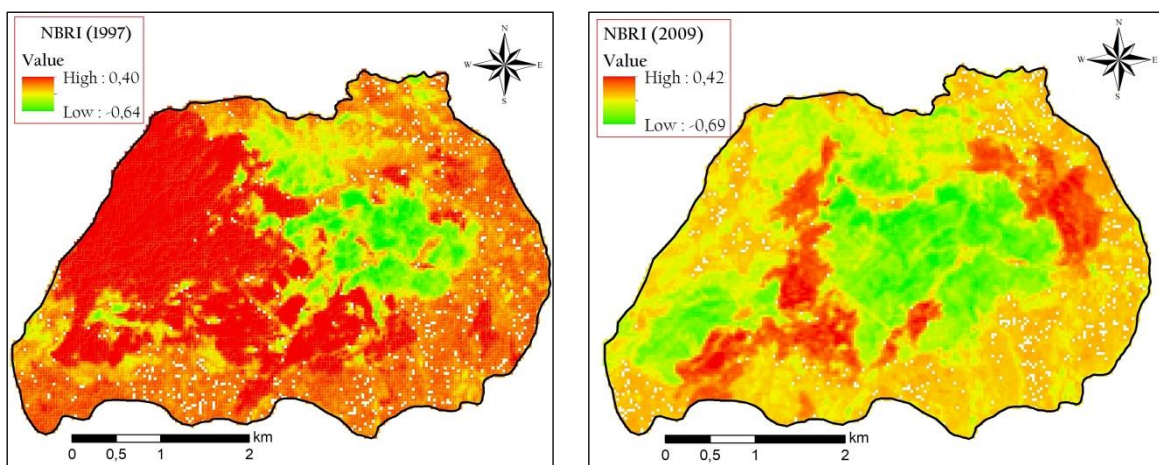 NBRI (1997)
Value
High : 0,40
Low : -0,64
N
W E
S
0 0,5 1 2
km
NBRI (2009)
Value
High : 0,42
Low : -0,69
N
W E
S
0 0,5 1 2
km